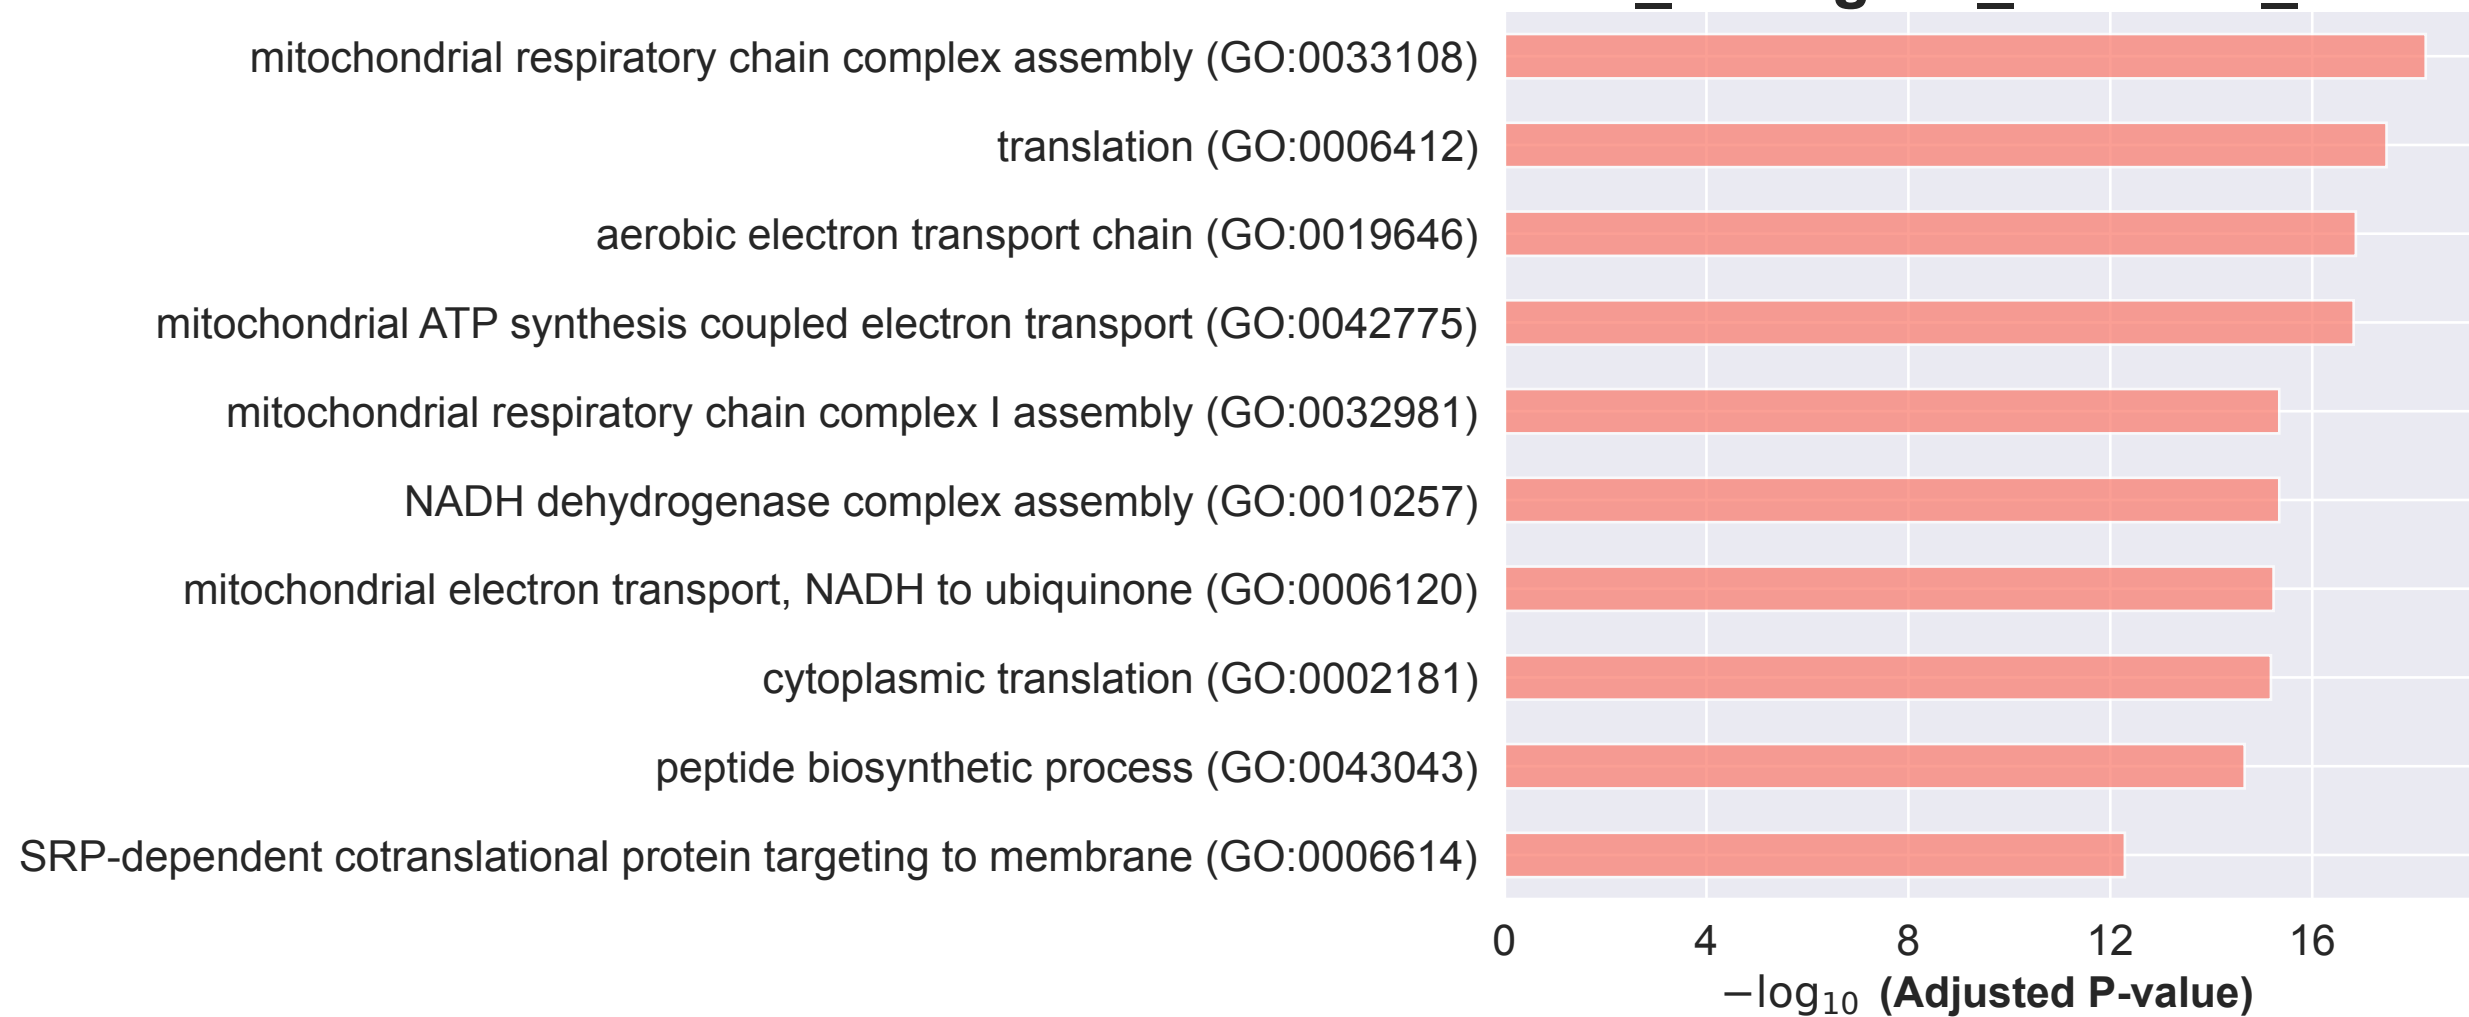 mitochondrial respiratory chain complex assembly (GO:0033108)
translation (GO:0006412)
aerobic electron transport chain (GO:0019646)
mitochondrial ATP synthesis coupled electron transport (GO:0042775)
mitochondrial respiratory chain complex I assembly (GO:0032981)
NADH dehydrogenase complex assembly (GO:0010257)
mitochondrial electron transport, NADH to ubiquinone (GO:0006120)
cytoplasmic translation (GO:0002181)
peptide biosynthetic process (GO:0043043)
SRP-dependent cotranslational protein targeting to membrane (GO:0006614)
0 4 8 12 16
−log₁₀ (Adjusted P-value)